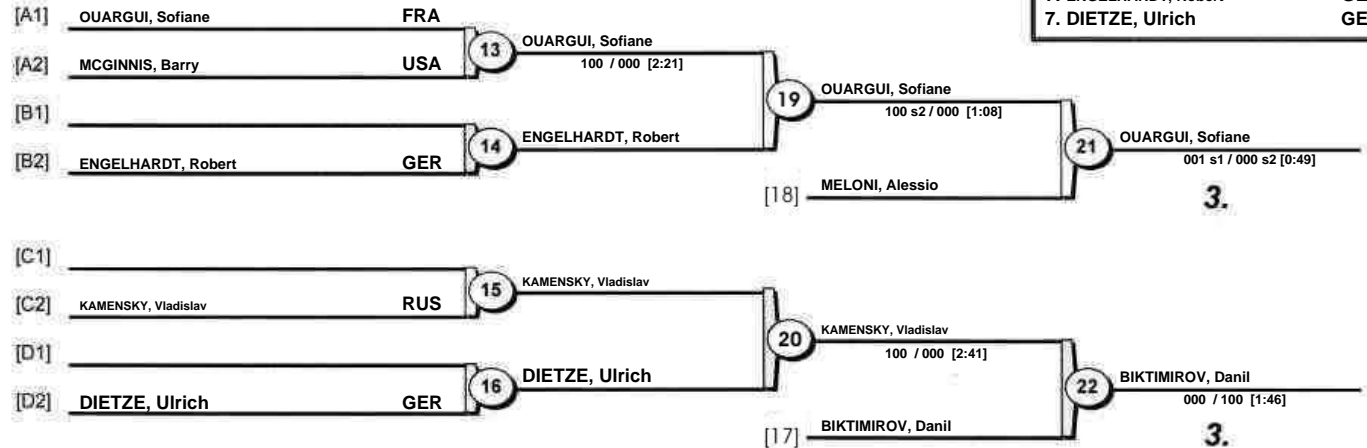 GE
7. DIETZE, Ulrich GE
[A1] OUARGUI, Sofiane FRA
13 OUARGUI, Sofiane
100 / 000 [2:21]
[A2] MCGINNIS, Barry USA
19 OUARGUI, Sofiane
100 s2 / 000 [1:08]
[B1]
14 ENGELHARDT, Robert
[B2] ENGELHARDT, Robert GER
21 OUARGUI, Sofiane
001 s1 / 000 s2 [0:49]
[18] MELONI, Alessio
3.
[C1]
15 KAMENSKY, Vladislav
[C2] KAMENSKY, Vladislav RUS
20 KAMENSKY, Vladislav
100 / 000 [2:41]
[D1]
16 DIETZE, Ulrich
[D2] DIETZE, Ulrich GER
22 BIKTIMIROV, Danil
000 / 100 [1:46]
[17] BIKTIMIROV, Danil
3.